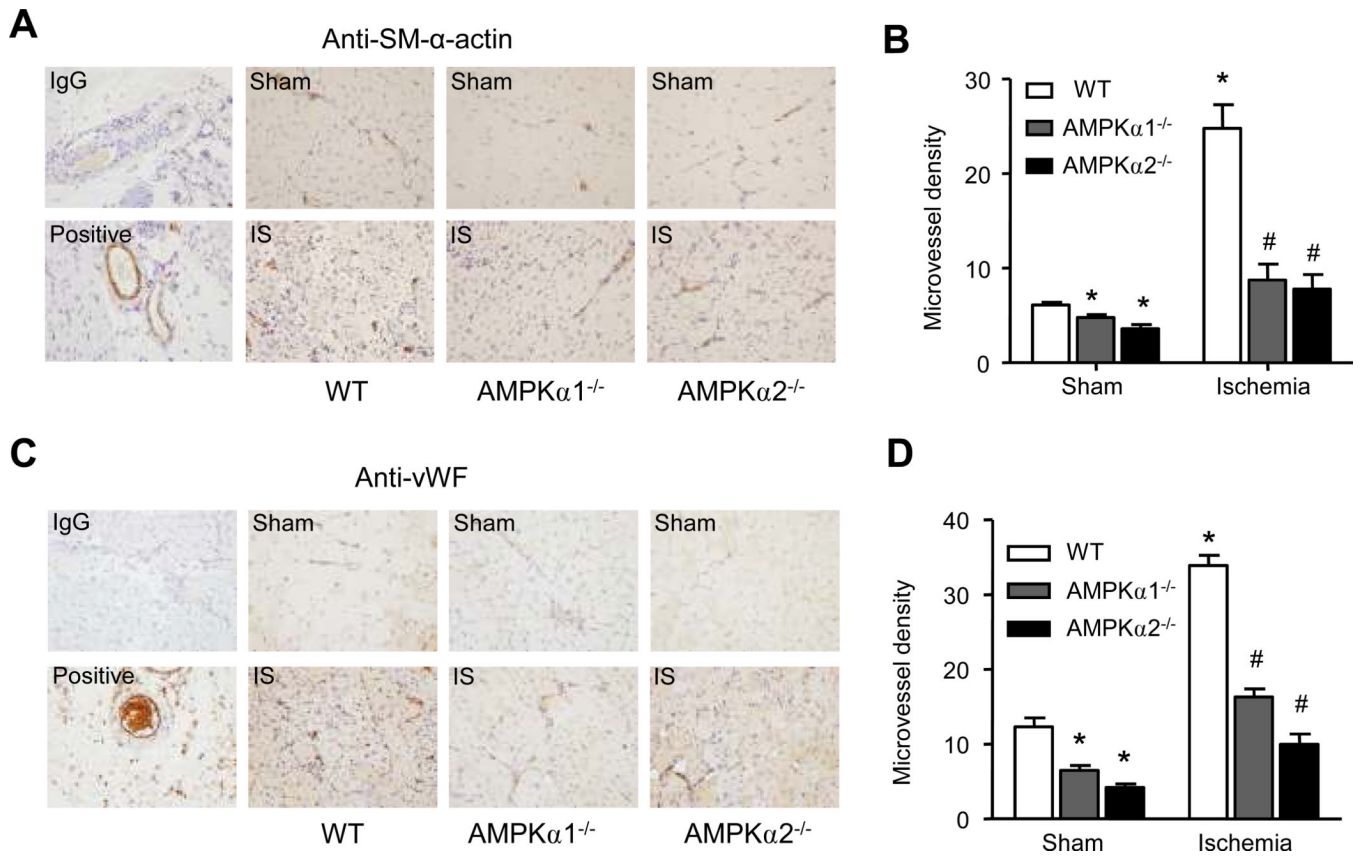 A
Anti-SM-α-actin
IgG
Sham
Sham
Sham
Positive
IS
IS
IS
WT
AMPKα1-/-
AMPKα2-/-
B
30
20
10
0
Microvessel density
WT
AMPKα1-/-
AMPKα2-/-
*
*
*
#
#
Sham
Ischemia
C
Anti-vWF
IgG
Sham
Sham
Sham
Positive
IS
IS
IS
WT
AMPKα1-/-
AMPKα2-/-
D
40
30
20
10
0
Microvessel density
WT
AMPKα1-/-
AMPKα2-/-
*
*
*
#
#
Sham
Ischemia